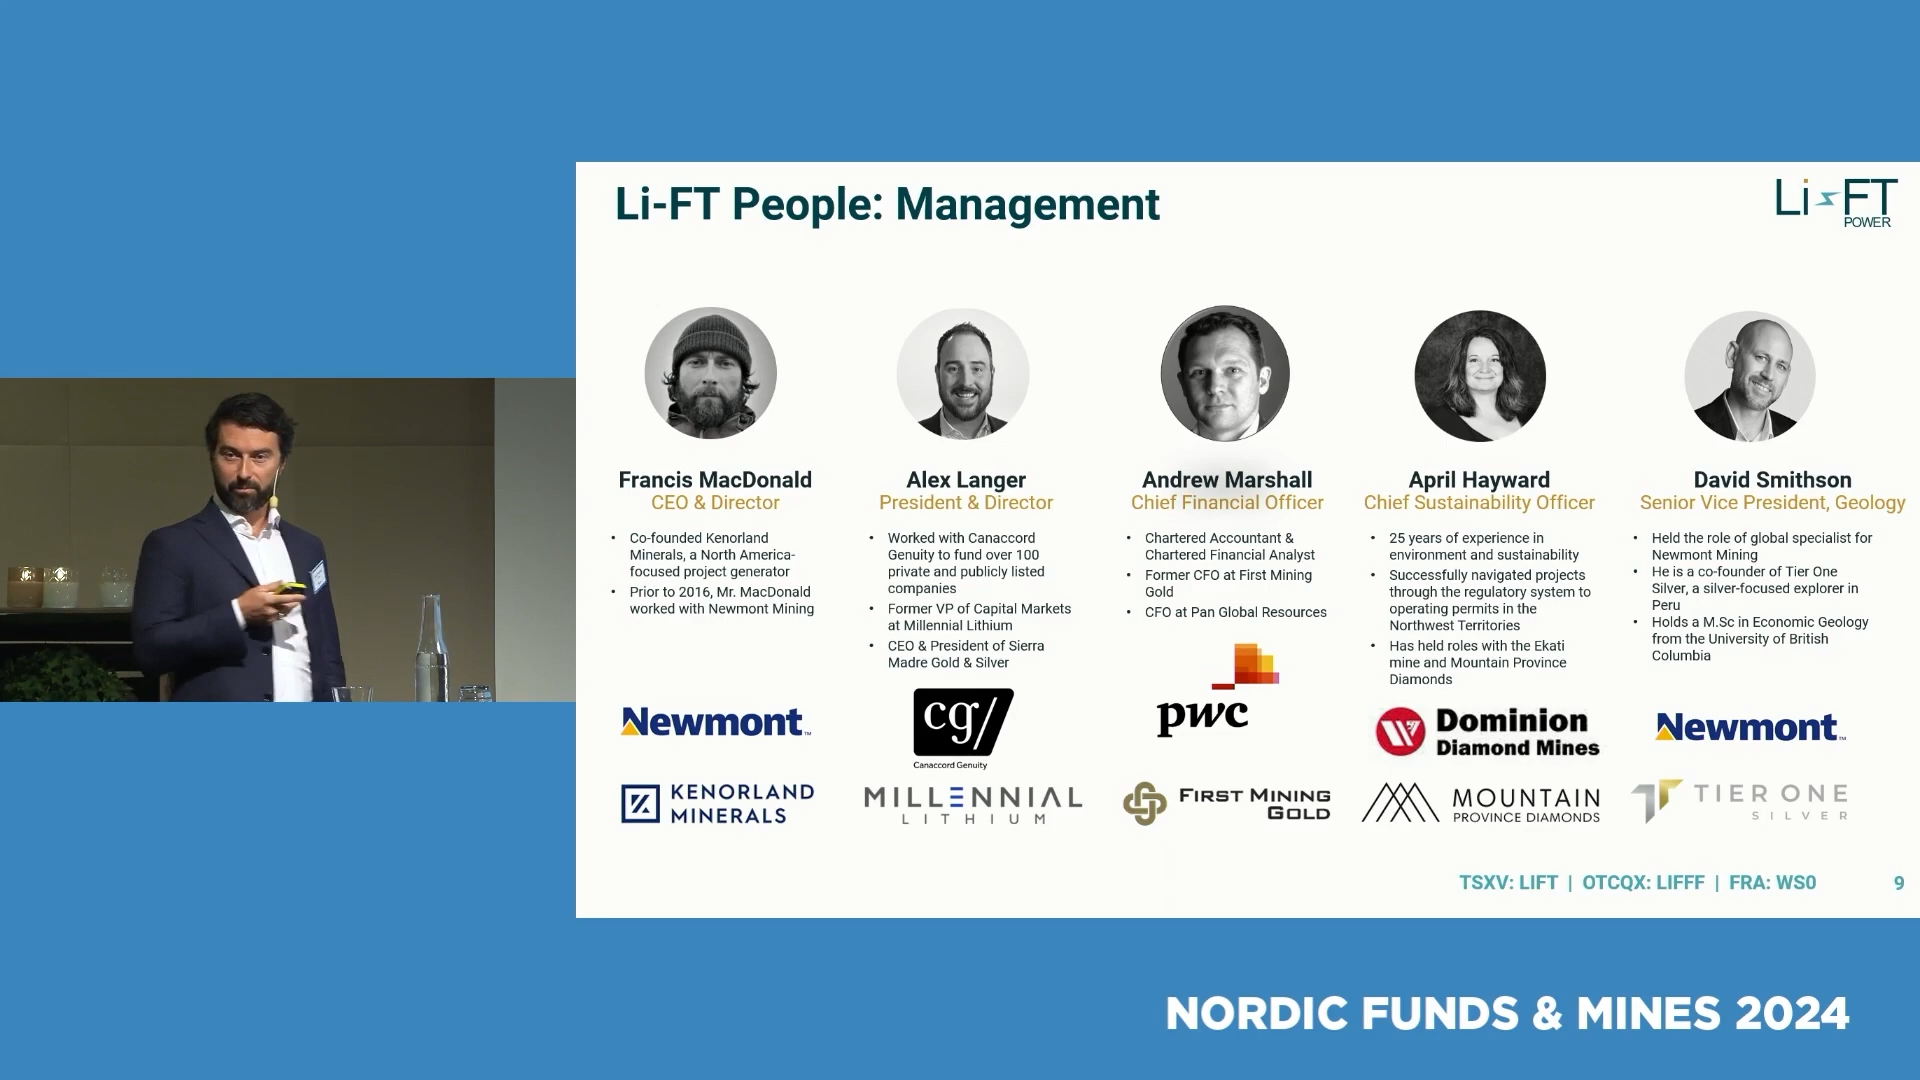 Li-FT People: Management
Li FT
POWER
Francis MacDonald
CEO & Director
• Co-founded Kenorland
Minerals, a North America-
focused project generator
• Prior to 2016, Mr. MacDonald
worked with Newmont Mining
Newmont™
KENORLAND
MINERALS
Alex Langer
President & Director
• Worked with Canaccord
Genuity to fund over 100
private and publicly listed
companies
• Former VP of Capital Markets
at Millennial Lithium
• CEO & President of Sierra
Madre Gold & Silver
cg/
Canaccord Genuity
MILLENNIAL
LITHIUM
Andrew Marshall
Chief Financial Officer
• Chartered Accountant &
Chartered Financial Analyst
• Former CFO at First Mining
Gold
• CFO at Pan Global Resources
pwc
FIRST MINING
GOLD
April Hayward
Chief Sustainability Officer
• 25 years of experience in
environment and sustainability
• Successfully navigated projects
through the regulatory system to
operating permits in the
Northwest Territories
• Has held roles with the Ekati
mine and Mountain Province
Diamonds
Dominion
Diamond Mines
MOUNTAIN
PROVINCE DIAMONDS
David Smithson
Senior Vice President, Geology
• Held the role of global specialist for
Newmont Mining
• He is a co-founder of Tier One
Silver, a silver-focused explorer in
Peru
• Holds a M.Sc in Economic Geology
from the University of British
Columbia
Newmont™
TIER ONE
SILVER
TSXV: LIFT | OTCQX: LIFFF | FRA: WS0
9
NORDIC FUNDS & MINES 2024